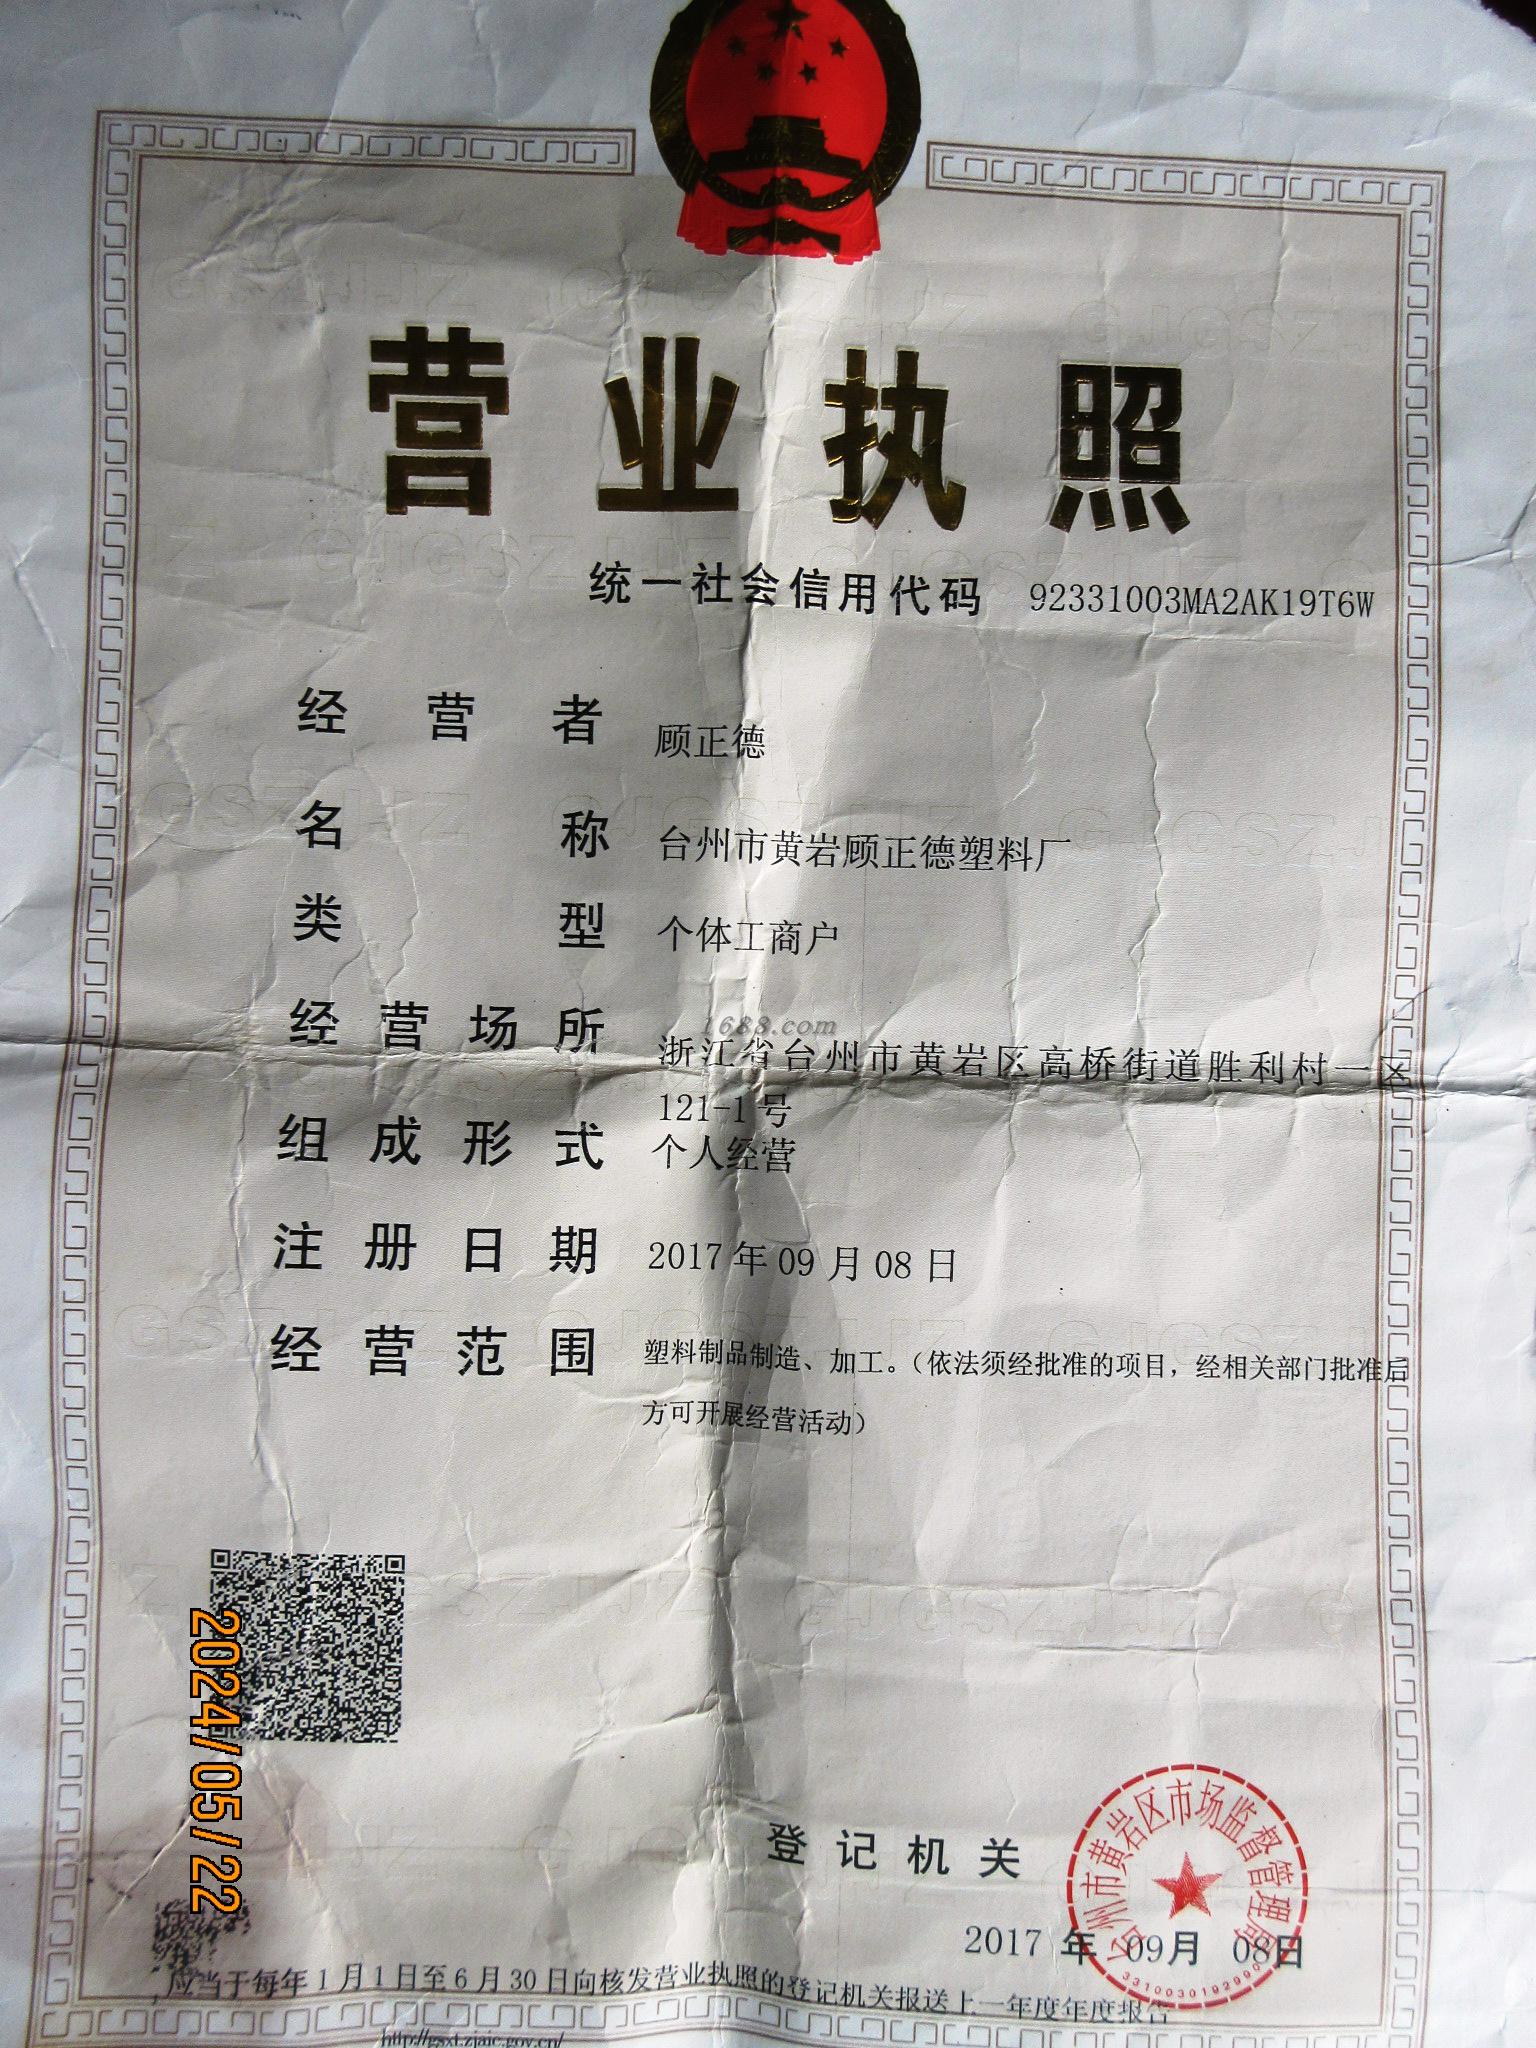 营业执照
统一社会信用代码 92331003MA2AK19T6W
经营者 顾正德
名称 台州市黄岩顾正德塑料厂
类型 个体工商户
1688.com
经营场所 浙江省台州市黄岩区高桥街道胜利村一区
121-1号
组成形式 个人经营
注册日期 2017年09月08日
经营范围 塑料制品制造、加工。(依法须经批准的项目，经相关部门批准后
方可开展经营活动)
2024/05/22
登记机关
台州市黄岩区市场监督管理局
2017年09月08日
应当于每年1月1日至6月30日向核发营业执照的登记机关报送上一年度年度报告
http://gsxt.zjaic.gov.cn/